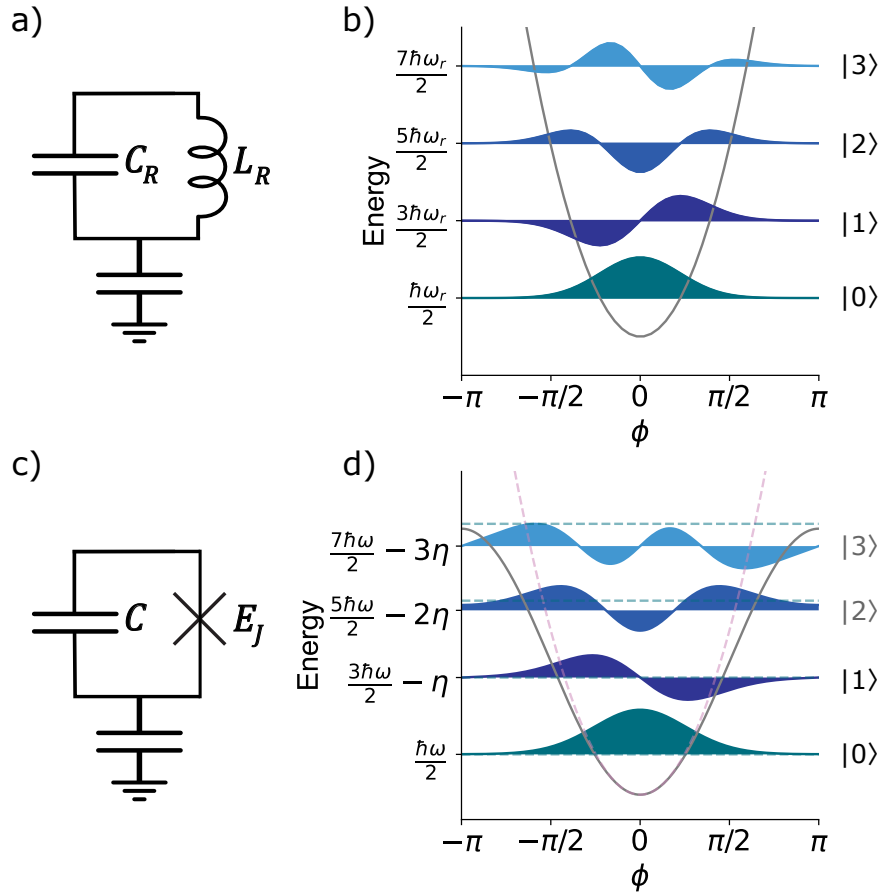 a)
C_R
L_R
b)
Energy
7ℏω_r/2
5ℏω_r/2
3ℏω_r/2
ℏω_r/2
|3⟩
|2⟩
|1⟩
|0⟩
−π
−π/2
0
π/2
π
ϕ
c)
C
E_J
d)
Energy
7ℏω/2 − 3η
5ℏω/2 − 2η
3ℏω/2 − η
ℏω/2
|3⟩
|2⟩
|1⟩
|0⟩
−π
−π/2
0
π/2
π
ϕ